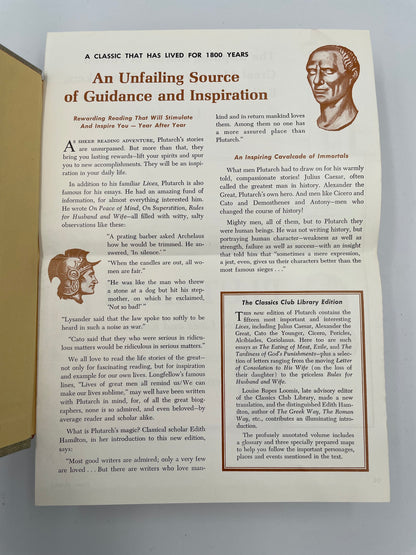 A CLASSIC THAT HAS LIVED FOR 1800 YEARS
An Unfailing Source
of Guidance and Inspiration
Rewarding Reading That Will Stimulate
And Inspire You — Year After Year
AS SHEER READING ADVENTURE, Plutarch's stories
are unsurpassed. But more than that, they
bring you lasting rewards—lift your spirits and spur
you to new accomplishments. They will be an inspi-
ration in your daily life.
In addition to his familiar Lives, Plutarch is also
famous for his essays. He had an amazing fund of
information, for almost everything interested him.
He wrote On Peace of Mind, On Superstition, Rules
for Husband and Wife—all filled with witty, salty
observations like these:
"A prating barber asked Archelaus
how he would be trimmed. He an-
swered, 'In silence.' "
"When the candles are out, all wo-
men are fair."
"He was like the man who threw
a stone at a dog but hit his step-
mother, on which he exclaimed,
'Not so bad!' "
"Lysander said that the law spoke too softly to be
heard in such a noise as war."
"Cato said that they who were serious in ridicu-
lous matters would be ridiculous in serious matters."
We all love to read the life stories of the great—
not only for fascinating reading, but for inspiration
and example for our own lives. Longfellow's famous
lines, "Lives of great men all remind us/We can
make our lives sublime," may well have been written
with Plutarch in mind, for, of all the great biog-
raphers, none is so admired, and even beloved—by
average reader and scholar alike.
What is Plutarch's magic? Classical scholar Edith
Hamilton, in her introduction to this new edition,
says:
"Most good writers are admired; only a very few
are loved . . . But there are writers who love man-
kind and in return mankind loves
them. Among them no one has
a more assured place than
Plutarch."
An Inspiring Cavalcade of Immortals
What men Plutarch had to draw on for his warmly
told, compassionate stories! Julius Caesar, often
called the greatest man in history. Alexander the
Great, Plutarch's own hero. And men like Cicero and
Cato and Demosthenes and Antony—men who
changed the course of history!
Mighty men, all of them, but to Plutarch they
were human beings. He was not writing history, but
portraying human character—weakness as well as
strength, failure as well as success—with an insight
that told him that "sometimes a mere expression,
a jest, even, gives us their characters better than the
most famous sieges . . ."
The Classics Club Library Edition
THIS new edition of Plutarch contains the
fifteen most important and interesting
Lives, including Julius Caesar, Alexander the
Great, Cato the Younger, Cicero, Pericles,
Alcibiades, Coriolanus. Here too are such
essays as The Eating of Meat, Exile, and The
Tardiness of God's Punishments—plus a selec-
tion of letters ranging from the moving Letter
of Consolation to His Wife (on the loss of
their daughter) to the priceless Rules for
Husband and Wife.
Louise Ropes Loomis, late advisory editor
of the Classics Club Library, made a new
translation, and the distinguished Edith Ham-
ilton, author of The Greek Way, The Roman
Way, etc., contributes an illuminating intro-
duction.
The profusely annotated volume includes
a glossary and three specially prepared maps
to help you follow the important personages,
places and events mentioned in the text.